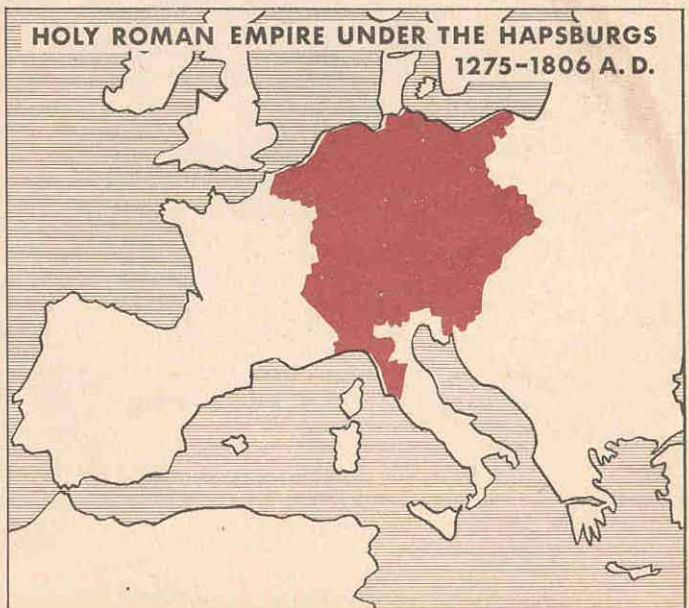 HOLY ROMAN EMPIRE UNDER THE HAPSBURGS
1275-1806 A. D.